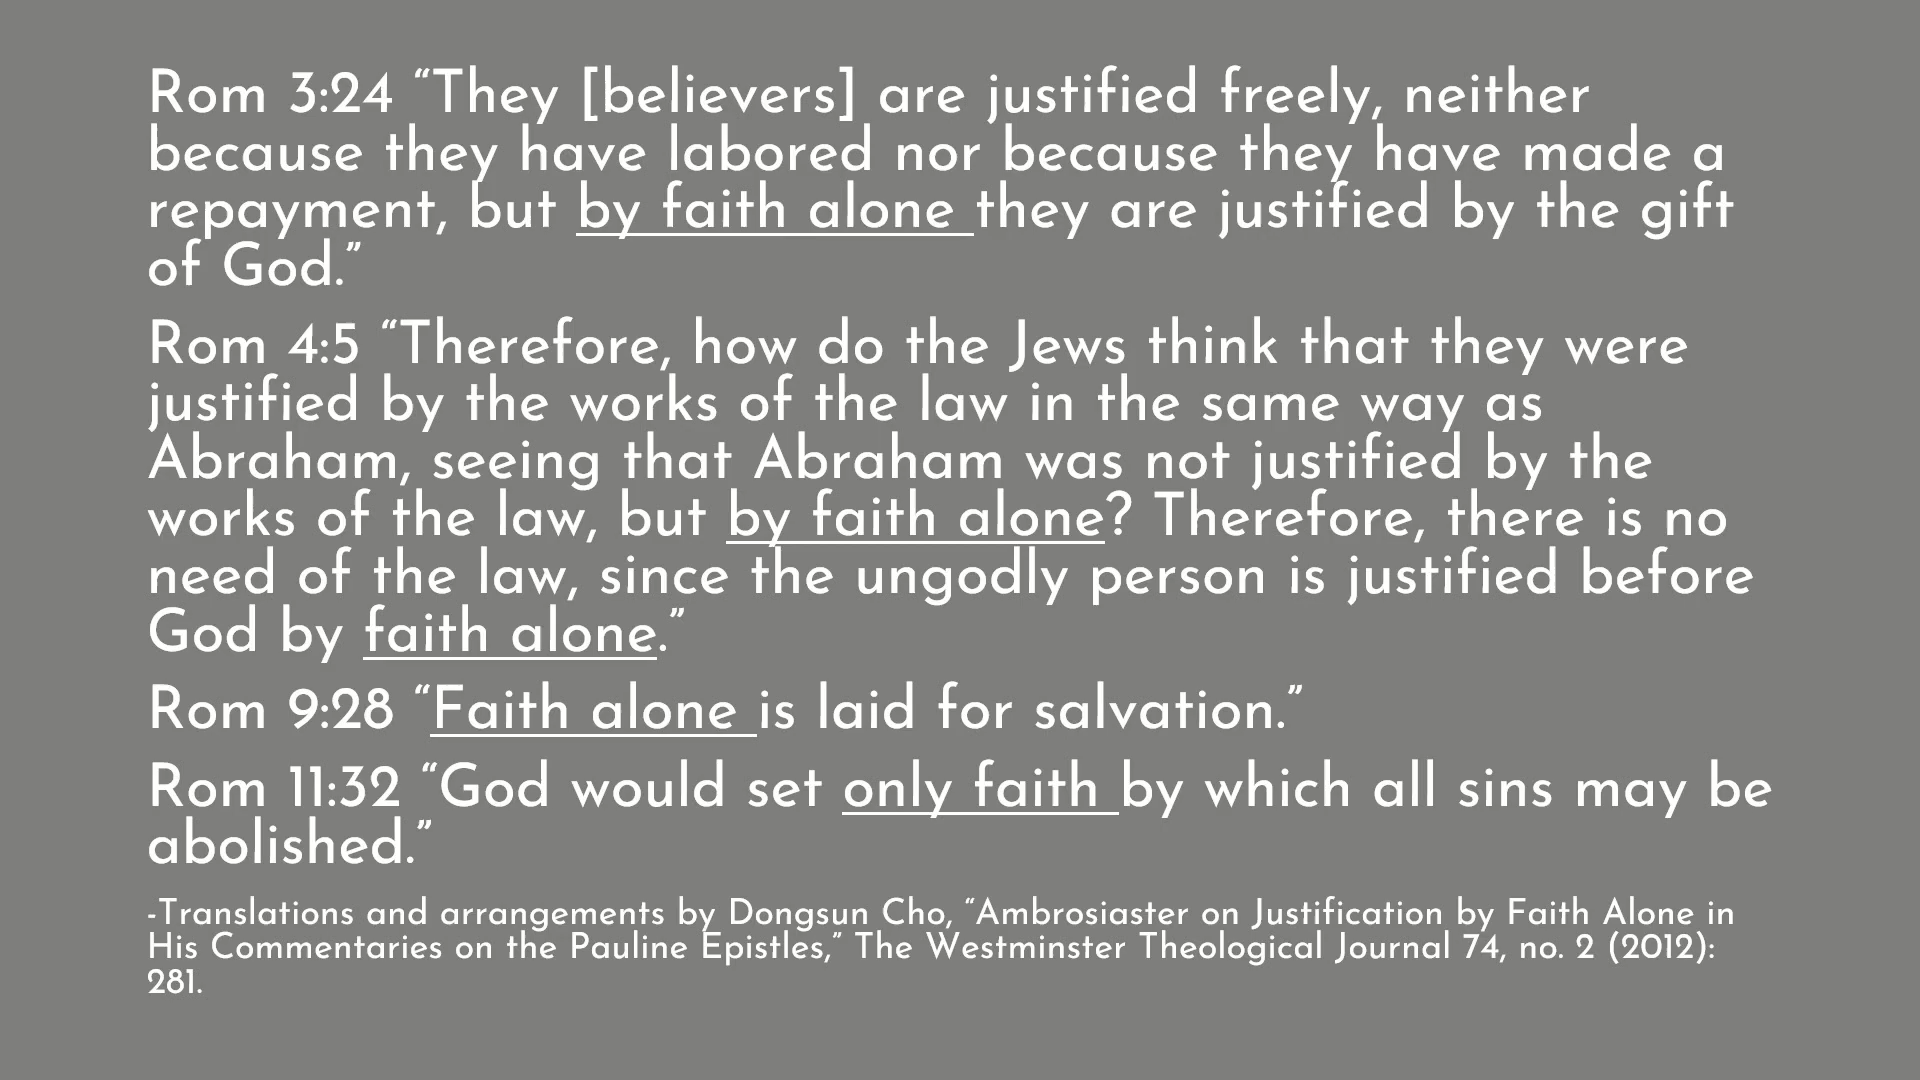 Rom 3:24 “They [believers] are justified freely, neither
because they have labored nor because they have made a
repayment, but by faith alone they are justified by the gift
of God.”
Rom 4:5 “Therefore, how do the Jews think that they were
justified by the works of the law in the same way as
Abraham, seeing that Abraham was not justified by the
works of the law, but by faith alone? Therefore, there is no
need of the law, since the ungodly person is justified before
God by faith alone.”
Rom 9:28 “Faith alone is laid for salvation.”
Rom 11:32 “God would set only faith by which all sins may be
abolished.”
-Translations and arrangements by Dongsun Cho, “Ambrosiaster on Justification by Faith Alone in
His Commentaries on the Pauline Epistles,” The Westminster Theological Journal 74, no. 2 (2012):
281.